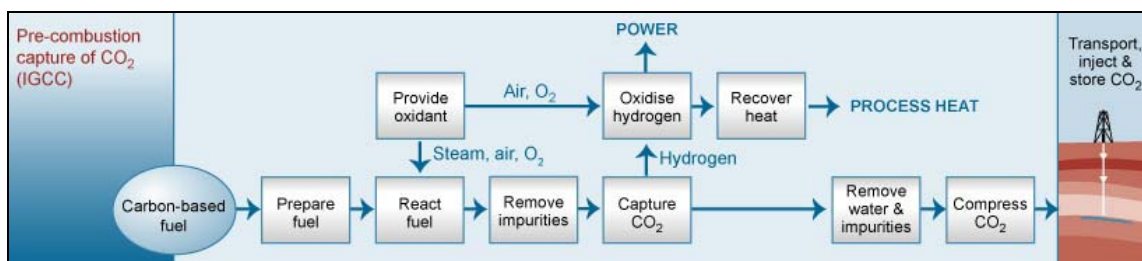 Pre-combustion
capture of CO₂
(IGCC)
POWER
Transport,
inject &
store CO₂
Provide
oxidant
Air, O₂
Oxidise
hydrogen
Recover
heat
PROCESS HEAT
Steam, air, O₂
Hydrogen
Carbon-based
fuel
Prepare
fuel
React
fuel
Remove
impurities
Capture
CO₂
Remove
water &
impurities
Compress
CO₂